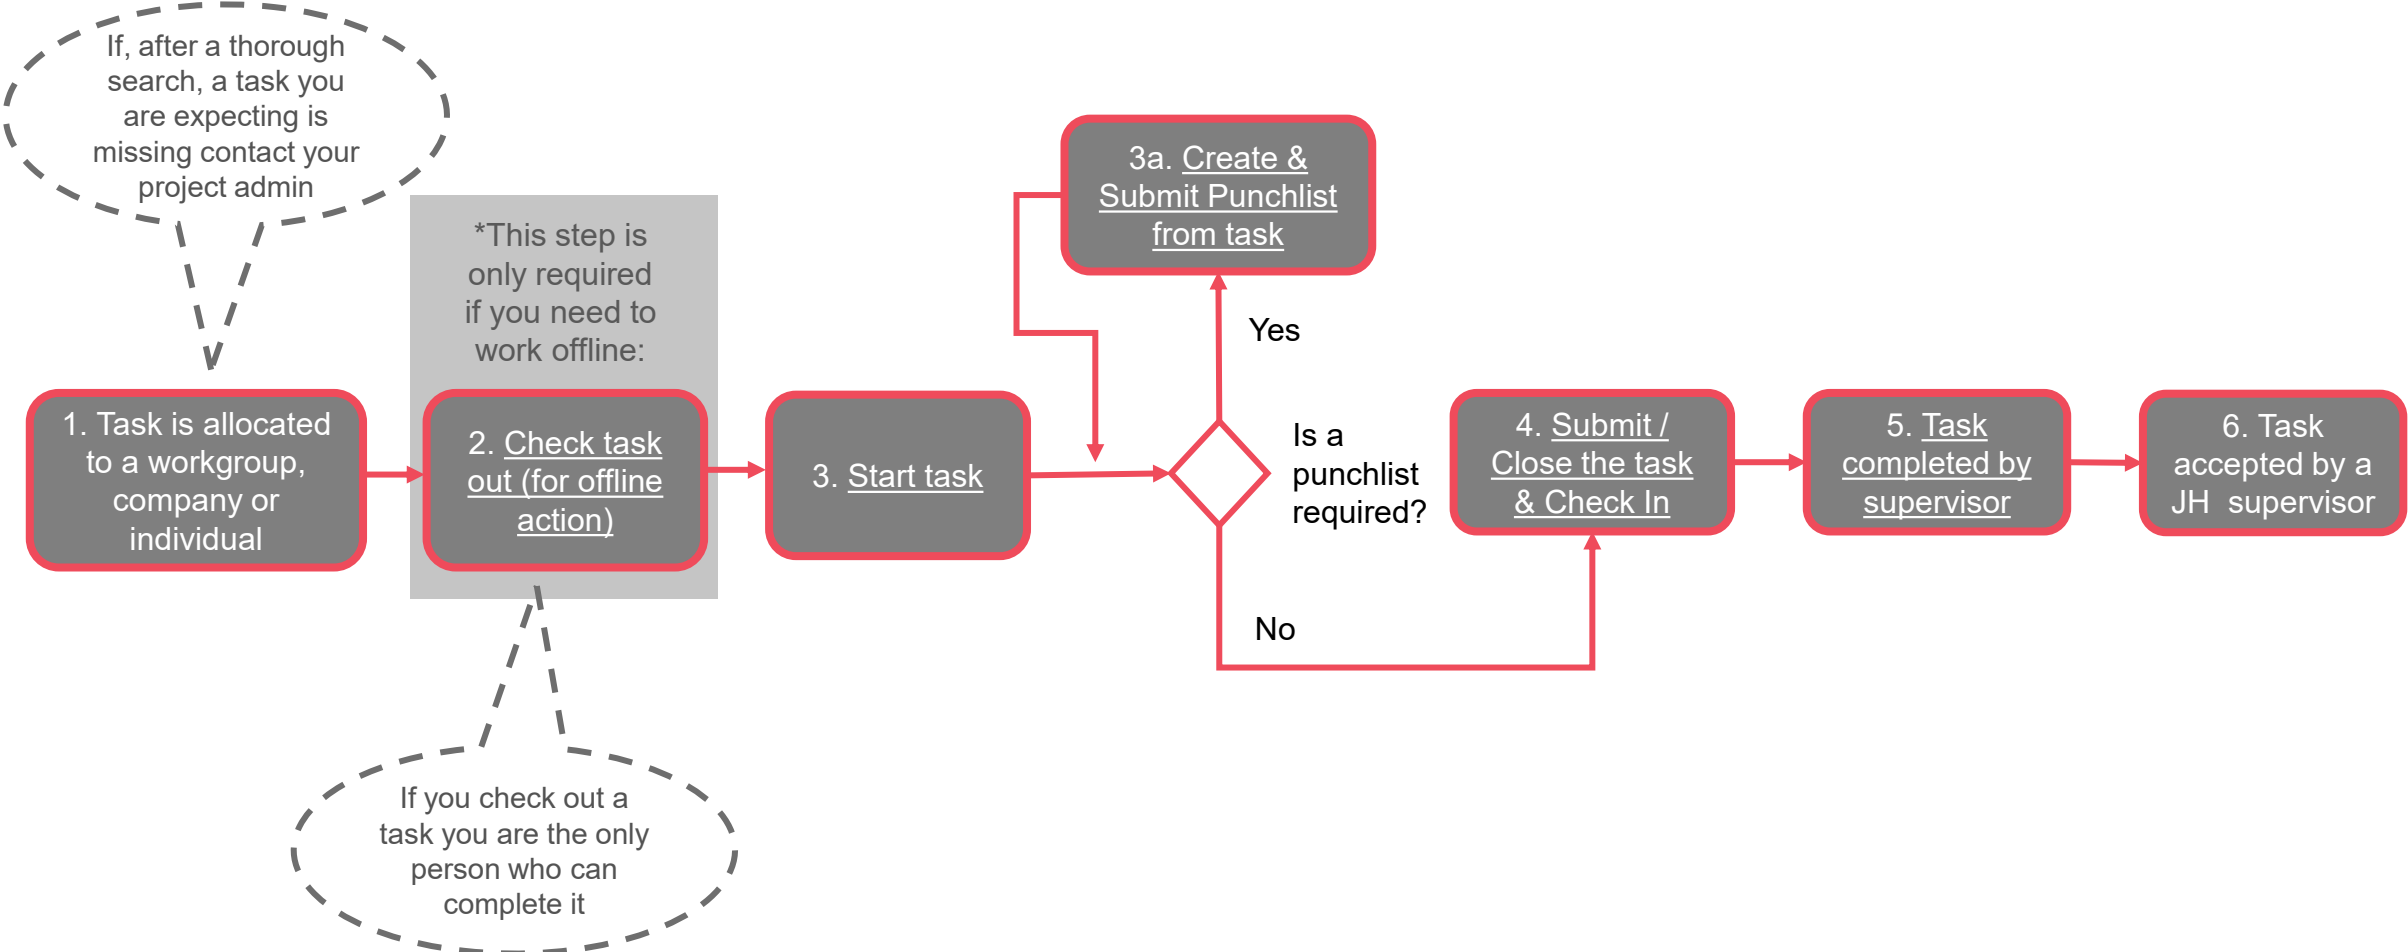 If, after a thorough
search, a task you
are expecting is
missing contact your
project admin
*This step is
only required
if you need to
work offline:
1. Task is allocated
to a workgroup,
company or
individual
2. Check task
out (for offline
action)
If you check out a
task you are the only
person who can
complete it
3. Start task
3a. Create &
Submit Punchlist
from task
Yes
Is a
punchlist
required?
No
4. Submit /
Close the task
& Check In
5. Task
completed by
supervisor
6. Task
accepted by a
JH  supervisor